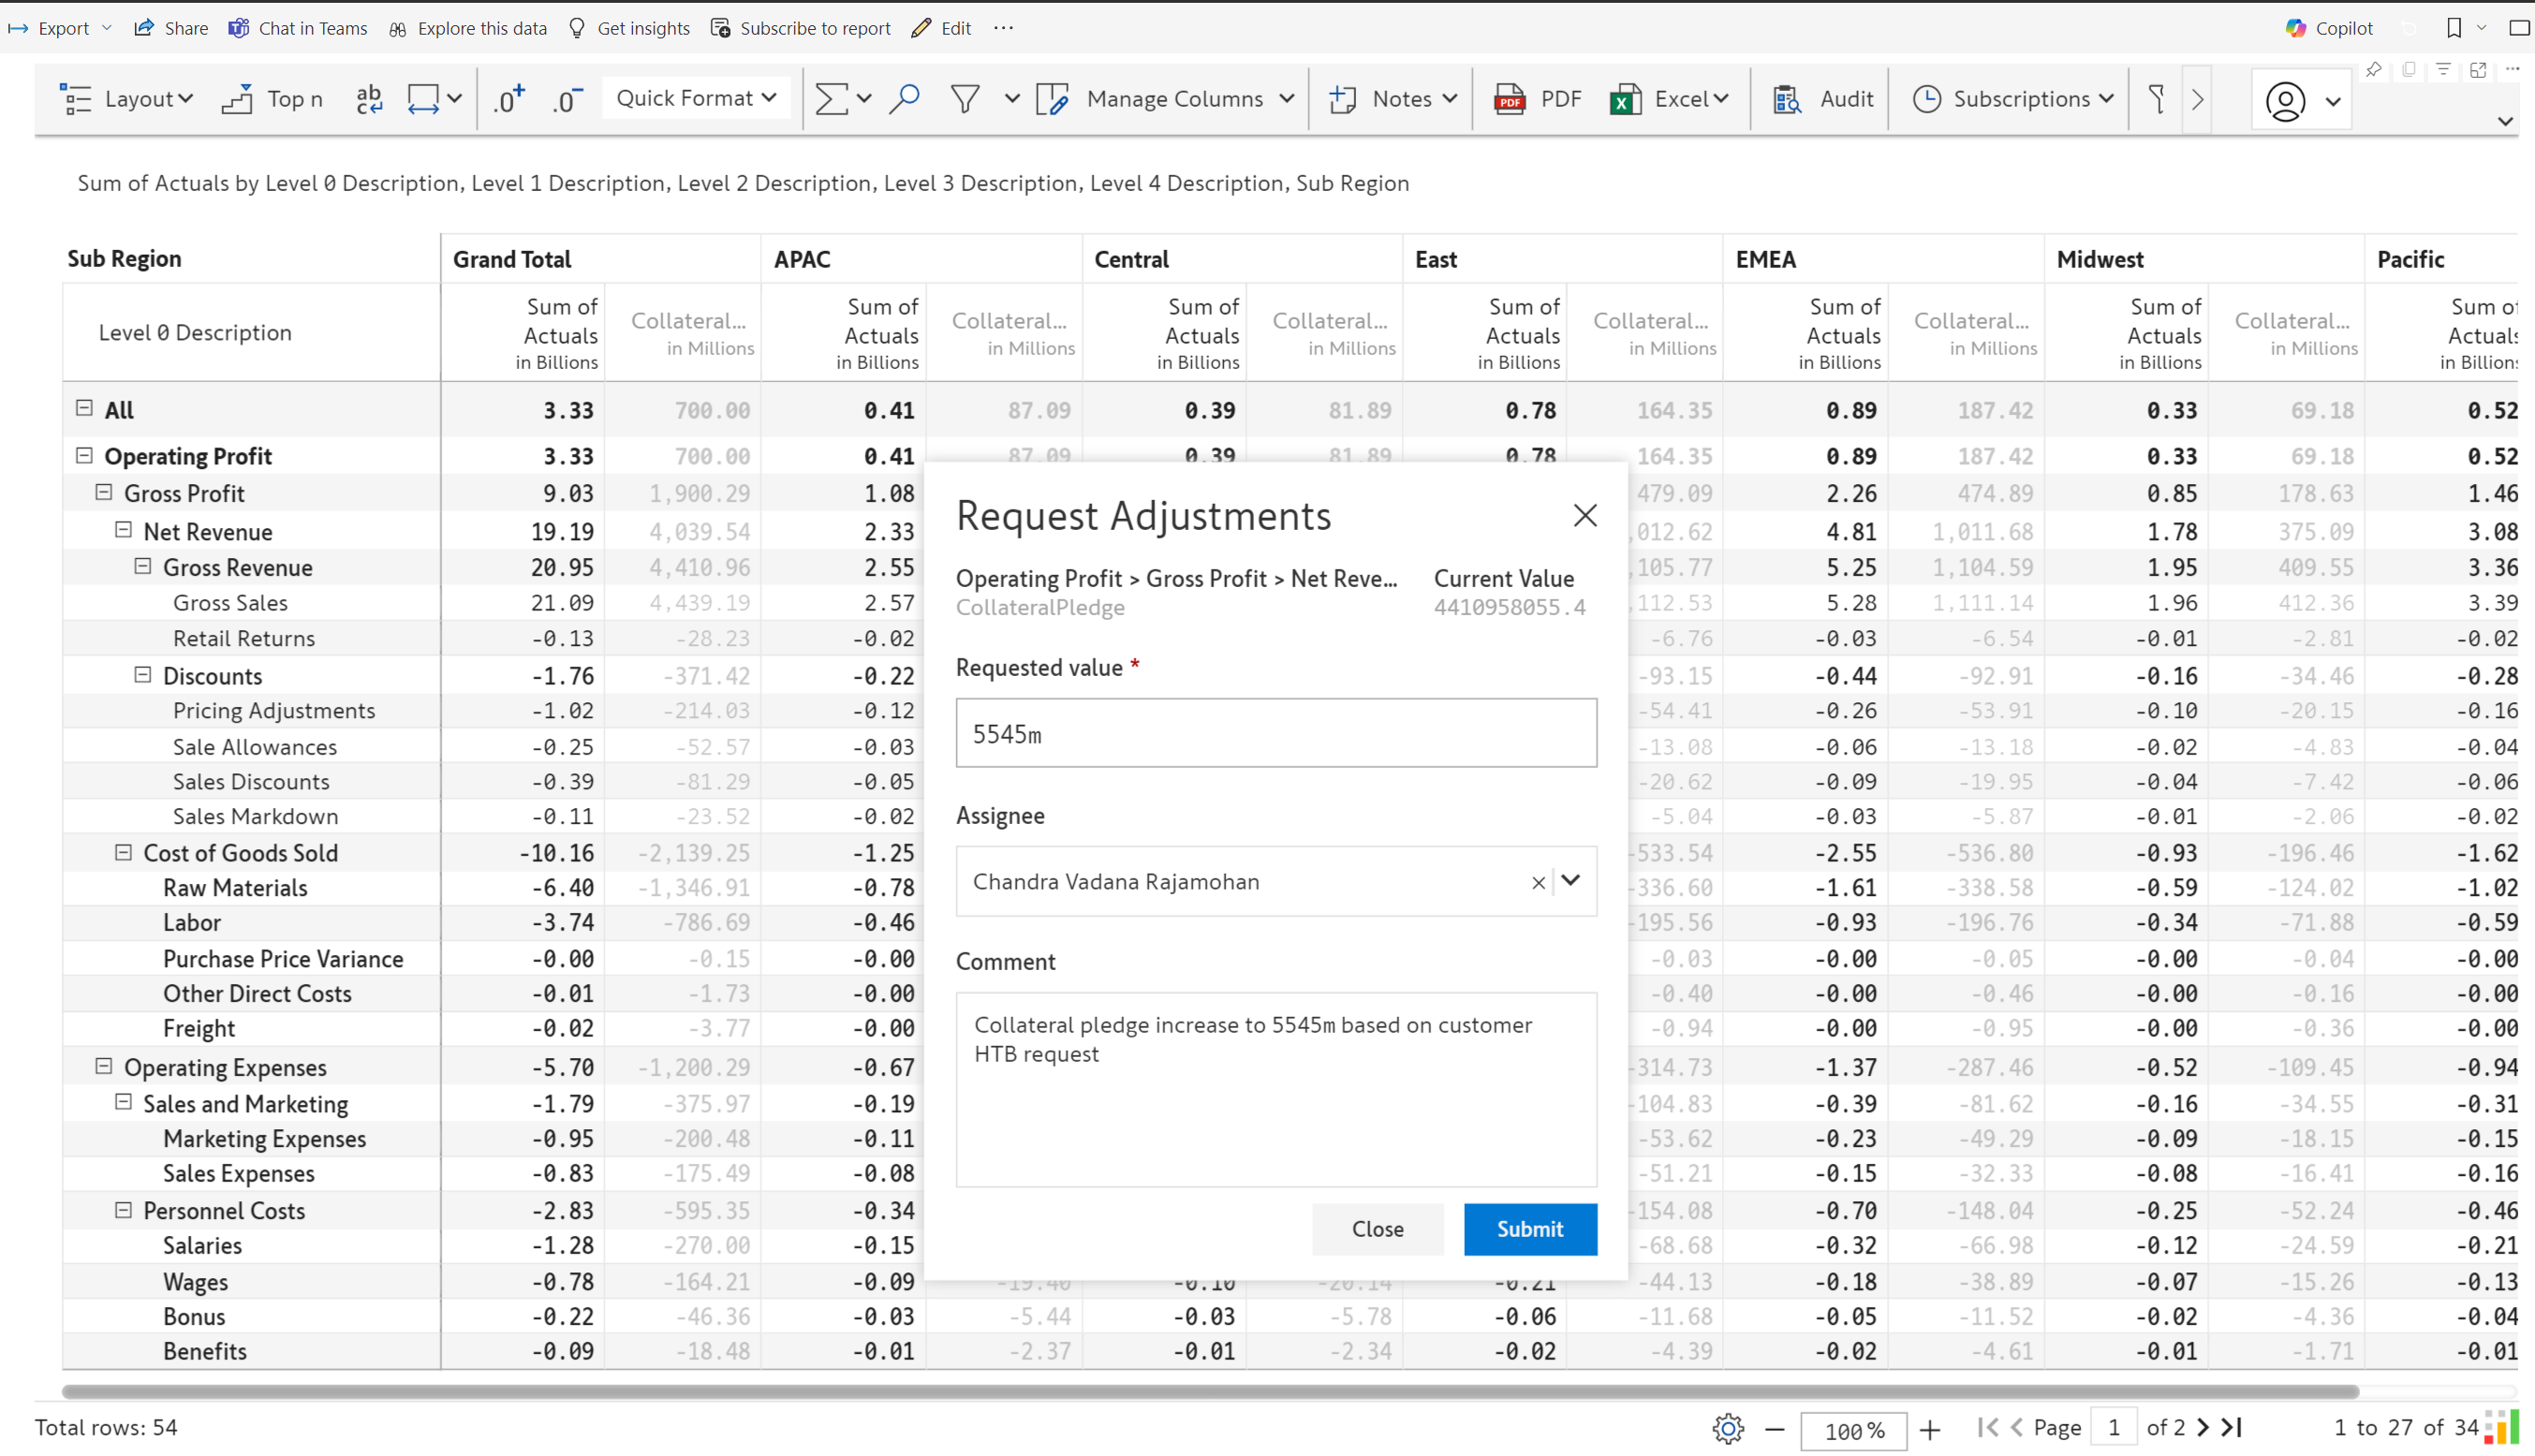 Export Share Chat in Teams Explore this data Get insights Subscribe to report Edit ... Copilot
Layout Top n ab c .0+ .0- Quick Format Manage Columns Notes PDF PDF X Excel Audit Subscriptions
Sum of Actuals by Level 0 Description, Level 1 Description, Level 2 Description, Level 3 Description, Level 4 Description, Sub Region
Sub Region Grand Total APAC Central East EMEA Midwest Pacific
Level 0 Description
Sum of Actuals in Billions Collateral... in Millions Sum of Actuals in Billions Collateral... in Millions Sum of Actuals in Billions Collateral... in Millions Sum of Actuals in Billions Collateral... in Millions Sum of Actuals in Billions Collateral... in Millions Sum of Actuals in Billions Collateral... in Millions Sum of Actuals in Billions
All 3.33 700.00 0.41 87.09 0.39 81.89 0.78 164.35 0.89 187.42 0.33 69.18 0.52
Operating Profit 3.33 700.00 0.41 87.09 0.39 81.89 0.78 164.35 0.89 187.42 0.33 69.18 0.52
Gross Profit 9.03 1,900.29 1.08 479.09 2.26 474.89 0.85 178.63 1.46
Net Revenue 19.19 4,039.54 2.33 ,012.62 4.81 1,011.68 1.78 375.09 3.08
Gross Revenue 20.95 4,410.96 2.55 ,105.77 5.25 1,104.59 1.95 409.55 3.36
Gross Sales 21.09 4,439.19 2.57 ,112.53 5.28 1,111.14 1.96 412.36 3.39
Retail Returns -0.13 -28.23 -0.02 -6.76 -0.03 -6.54 -0.01 -2.81 -0.02
Discounts -1.76 -371.42 -0.22 -93.15 -0.44 -92.91 -0.16 -34.46 -0.28
Pricing Adjustments -1.02 -214.03 -0.12 -54.41 -0.26 -53.91 -0.10 -20.15 -0.16
Sale Allowances -0.25 -52.57 -0.03 -13.08 -0.06 -13.18 -0.02 -4.83 -0.04
Sales Discounts -0.39 -81.29 -0.05 -20.62 -0.09 -19.95 -0.04 -7.42 -0.06
Sales Markdown -0.11 -23.52 -0.02 -5.04 -0.03 -5.87 -0.01 -2.06 -0.02
Cost of Goods Sold -10.16 -2,139.25 -1.25 -533.54 -2.55 -536.80 -0.93 -196.46 -1.62
Raw Materials -6.40 -1,346.91 -0.78 -336.60 -1.61 -338.58 -0.59 -124.02 -1.02
Labor -3.74 -786.69 -0.46 -195.56 -0.93 -196.76 -0.34 -71.88 -0.59
Purchase Price Variance -0.00 -0.15 -0.00 -0.03 -0.00 -0.05 -0.00 -0.04 -0.00
Other Direct Costs -0.01 -1.73 -0.00 -0.40 -0.00 -0.46 -0.00 -0.16 -0.00
Freight -0.02 -3.77 -0.00 -0.94 -0.00 -0.95 -0.00 -0.36 -0.00
Operating Expenses -5.70 -1,200.29 -0.67 -314.73 -1.37 -287.46 -0.52 -109.45 -0.94
Sales and Marketing -1.79 -375.97 -0.19 -104.83 -0.39 -81.62 -0.16 -34.55 -0.31
Marketing Expenses -0.95 -200.48 -0.11 -53.62 -0.23 -49.29 -0.09 -18.15 -0.15
Sales Expenses -0.83 -175.49 -0.08 -51.21 -0.15 -32.33 -0.08 -16.41 -0.16
Personnel Costs -2.83 -595.35 -0.34 -154.08 -0.70 -148.04 -0.25 -52.24 -0.46
Salaries -1.28 -270.00 -0.15 -68.68 -0.32 -66.98 -0.12 -24.59 -0.21
Wages -0.78 -164.21 -0.09 -19.40 -0.10 -20.14 -0.21 -44.13 -0.18 -38.89 -0.07 -15.26 -0.13
Bonus -0.22 -46.36 -0.03 -5.44 -0.03 -5.78 -0.06 -11.68 -0.05 -11.52 -0.02 -4.36 -0.04
Benefits -0.09 -18.48 -0.01 -2.37 -0.01 -2.34 -0.02 -4.39 -0.02 -4.61 -0.01 -1.71 -0.01
Request Adjustments
Operating Profit > Gross Profit > Net Reve... Current Value
CollateralPledge 4410958055.4
Requested value *
5545m
Assignee
Chandra Vadana Rajamohan
Comment
Collateral pledge increase to 5545m based on customer
HTB request
Close Submit
Total rows: 54 100% Page 1 of 2 1 to 27 of 34